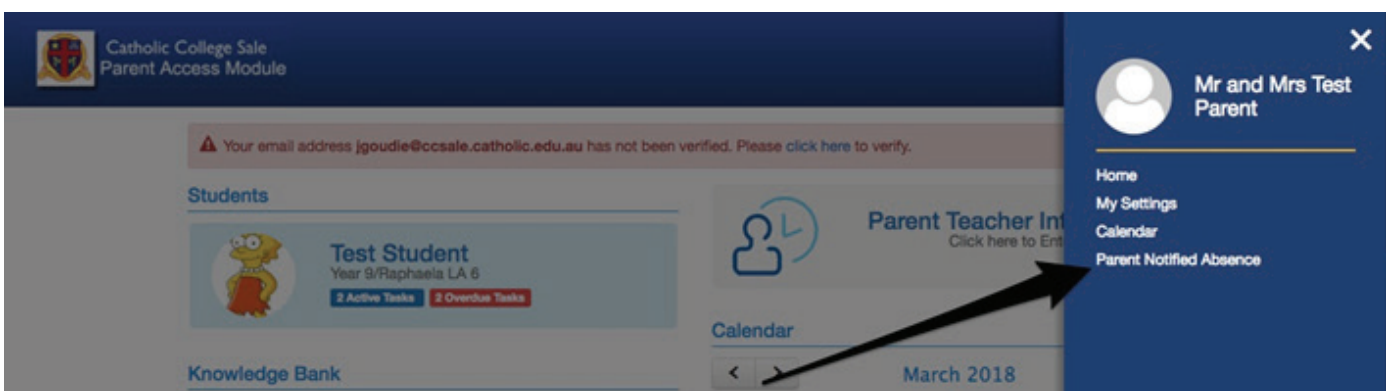 Catholic College Sale
Parent Access Module
Your email address jgoudie@ccsale.catholic.edu.au has not been verified. Please click here to verify.
Students
Test Student
Year 9/Raphaela LA 6
2 Active Tasks 2 Overdue Tasks
Knowledge Bank
Parent Teacher Int
Click here to Ent
Calendar
March 2018
Mr and Mrs Test
Parent
Home
My Settings
Calendar
Parent Notified Absence